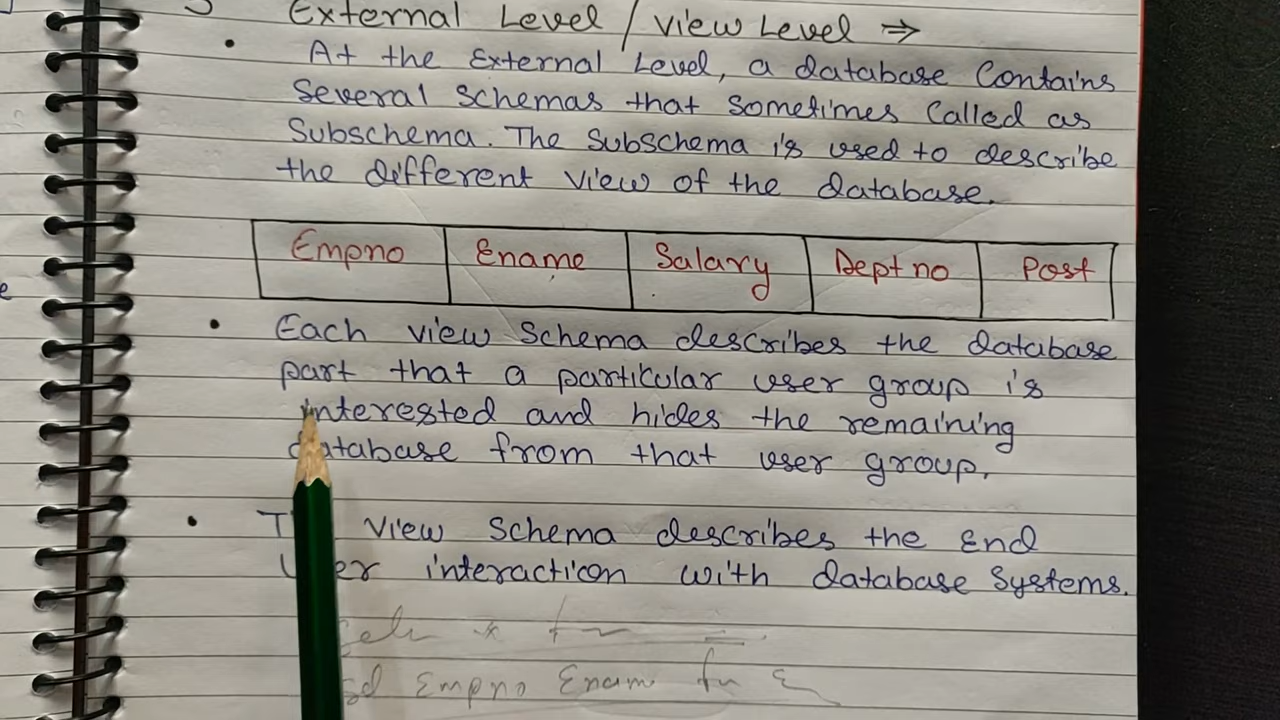 External Level / View Level ⇒
• At the External Level, a database Contains
Several Schemas that Sometimes Called as
Subschema. The Subschema is used to describe
the different view of the database.
Empno Ename Salary Dept no Post
• Each view Schema describes the database
part that a particular user group is
interested and hides the remaining
database from that user group.
• View Schema describes the End
interaction with database Systems.
Empno Enam